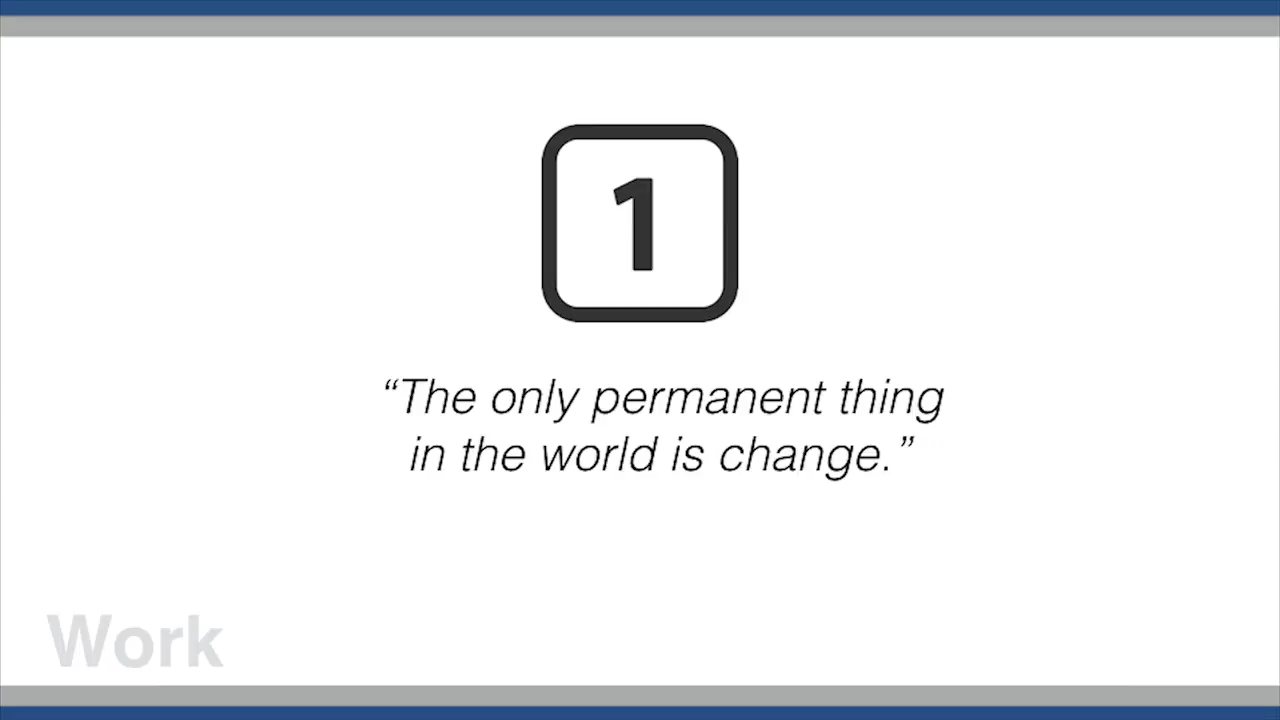 1
“The only permanent thing
in the world is change.”
Work